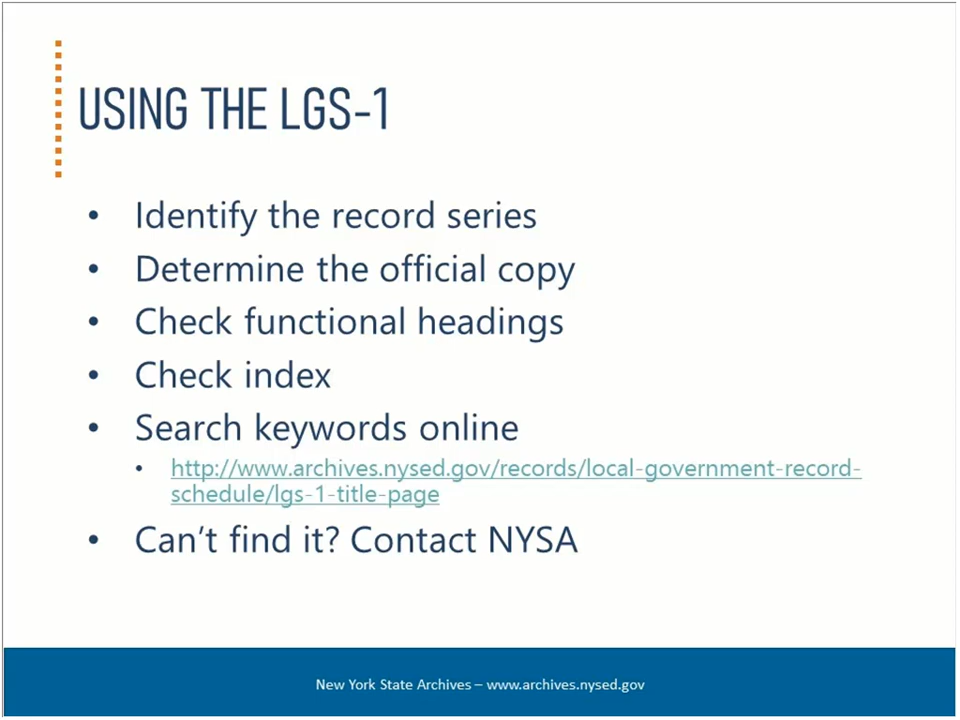 USING THE LGS-1
• Identify the record series
• Determine the official copy
• Check functional headings
• Check index
• Search keywords online
• http://www.archives.nysed.gov/records/local-government-record-
schedule/lgs-1-title-page
• Can’t find it? Contact NYSA
New York State Archives – www.archives.nysed.gov